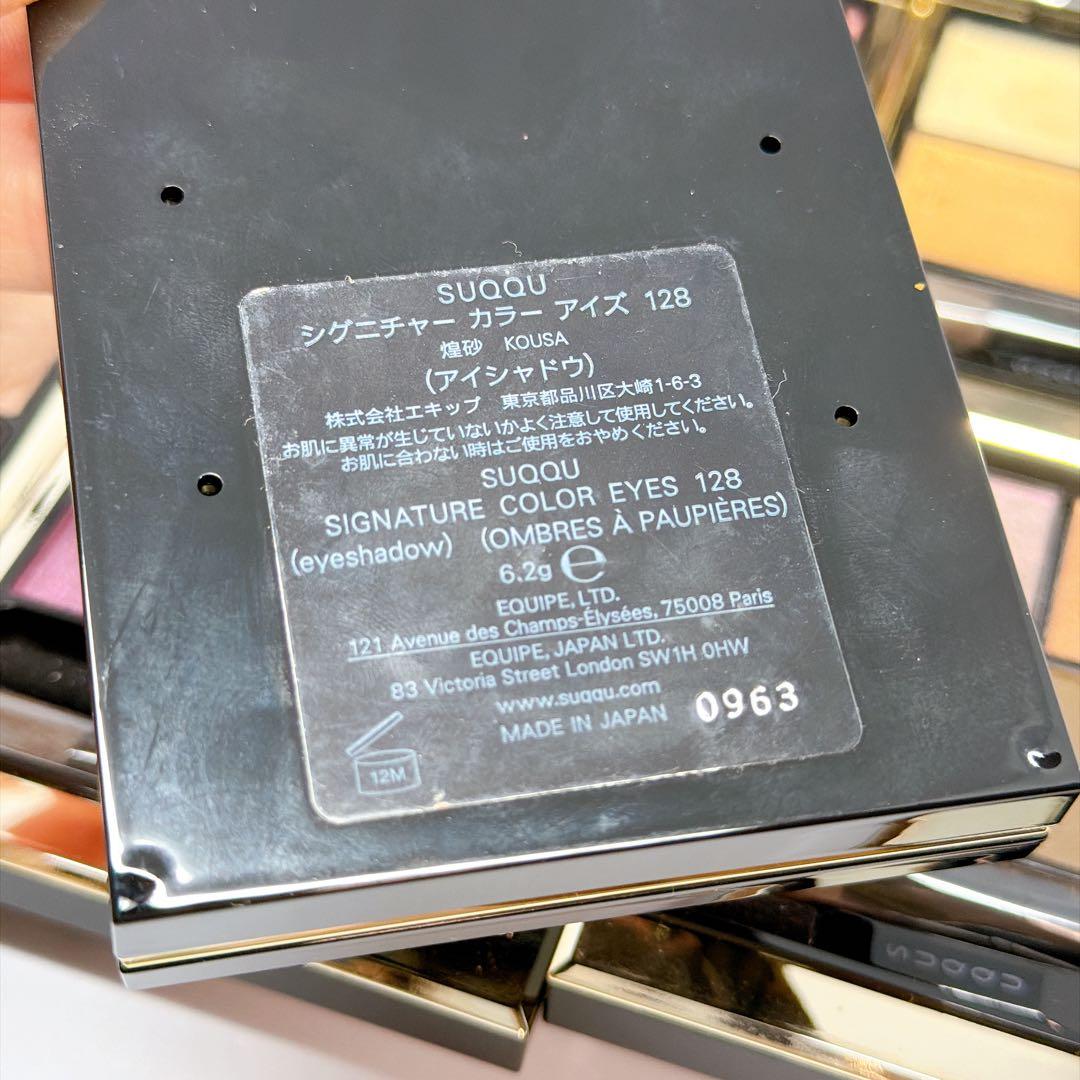 SUQQU
シグニチャー カラー アイズ 128
煌砂 KOUSA
(アイシャドウ)
株式会社エキップ 東京都品川区大崎1-6-3
お肌に異常が生じていないかよく注意して使用してください。
お肌に合わない時はご使用をおやめください。
SUQQU
SIGNATURE COLOR EYES 128
(eyeshadow) (OMBRES À PAUPIÈRES)
6.2g ℮
EQUIPE, LTD.
121 Avenue des Champs-Élysées, 75008 Paris
EQUIPE, JAPAN LTD.
83 Victoria Street London SW1H 0HW
www.suqqu.com
MADE IN JAPAN 0963
12M
SUQQU